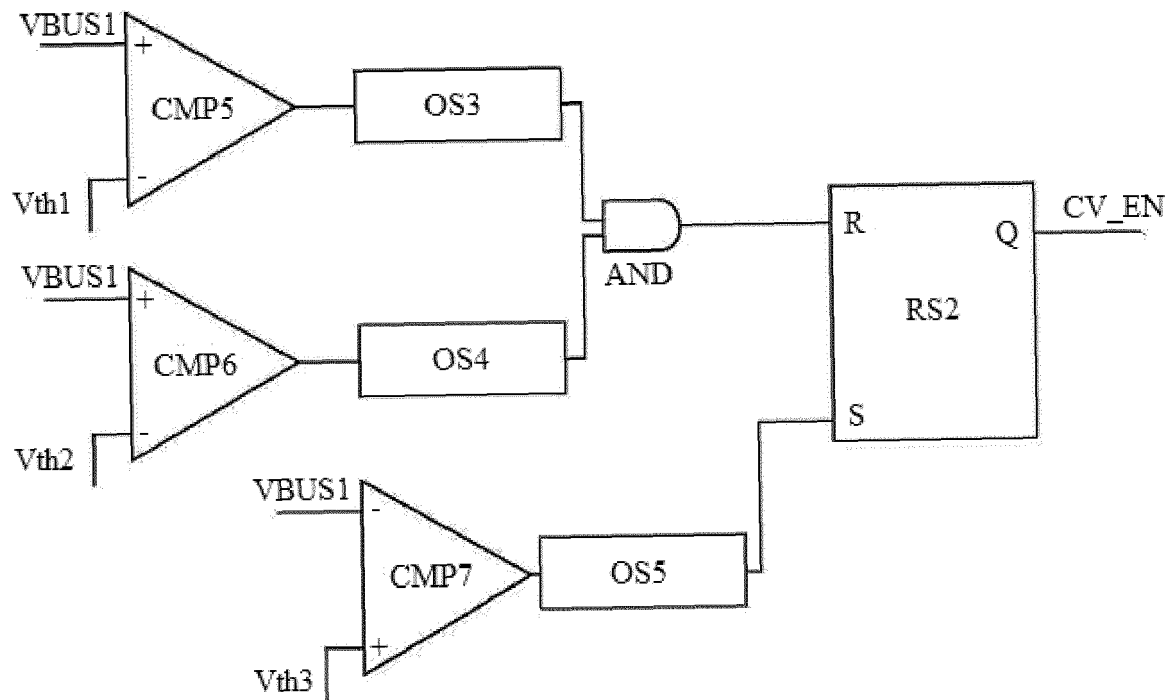 VBUS1
+
CMP5
-
Vth1
OS3
VBUS1
+
CMP6
-
Vth2
OS4
AND
R
Q
CV_EN
RS2
S
VBUS1
-
CMP7
+
Vth3
OS5